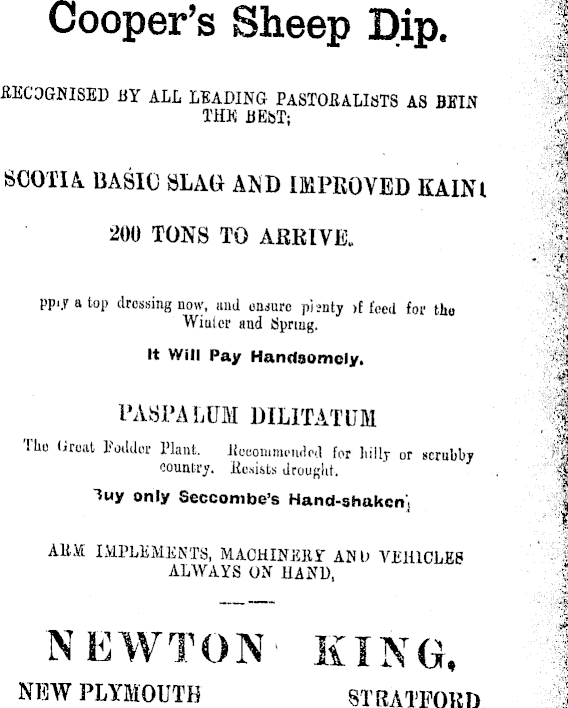 Cooper's Sheep Dip.
RECOGNISED BY ALL LEADING PASTORALISTS AS BEIN
THE BEST;
SCOTIA BASIC SLAG AND IMPROVED KAINI
200 TONS TO ARRIVE.
pply a top dressing now, and ensure plenty of feed for the
Winter and Spring.
It Will Pay Handsomely.
PASPALUM DILITATUM
The Great Fodder Plant. Recommended for hilly or scrubby
country. Resists drought.
Buy only Seccombe's Hand-shaken;
ARM IMPLEMENTS, MACHINERY AND VEHICLES
ALWAYS ON HAND,
NEWTON KING.
NEW PLYMOUTH STRATFORD